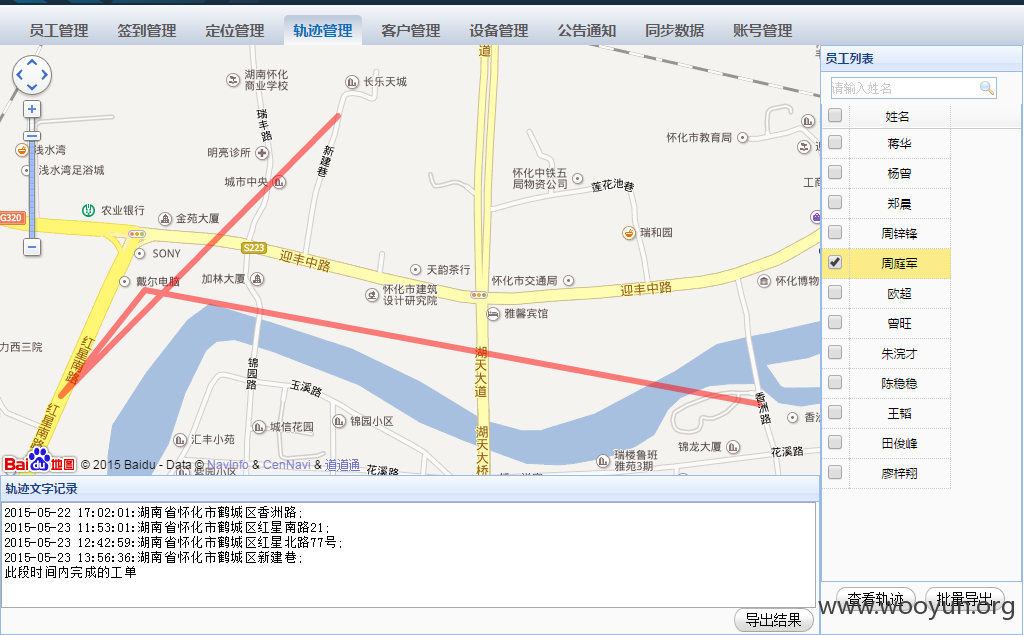 员工管理 签到管理 定位管理 轨迹管理 客户管理 设备管理 公告通知 同步数据 账号管理
道
湖南怀化
商业学校
长乐天城
瑞丰路
新建巷
浅水湾
浅水湾足浴城
明亮诊所
城市中央
怀化市教育局
怀化中铁五
局物资公司
莲花池巷
工商
农业银行
金苑大厦
G320
S223
SONY
迎丰中路
瑞和园
天韵茶行
戴尔电脑
加林大厦
怀化市建筑
设计研究院
怀化市交通局
迎丰中路
怀化博物
雅馨宾馆
力西三院
红星南路
湖天大道
锦园路
玉溪路
香洲路
香洲
红星南路
城信花园
锦园小区
汇丰小苑
湖天大桥
锦龙大厦
花溪路
瑞楼鲁班
雅苑3期
花溪路
Bai du 地图 © 2015 Baidu - Data © NavInfo & CenNavi & 道道通
员工列表
请输入姓名
姓名
蒋华
杨曾
郑晨
周锌锋
周庭军
欧超
曾旺
朱浣才
陈稳稳
王韬
田俊峰
廖梓翔
轨迹文字记录
2015-05-22 17:02:01:湖南省怀化市鹤城区香洲路;
2015-05-23 11:53:01:湖南省怀化市鹤城区红星南路21;
2015-05-23 12:42:59:湖南省怀化市鹤城区红星北路77号;
2015-05-23 13:56:36:湖南省怀化市鹤城区新建巷;
此段时间内完成的工单
查看轨迹 批量导出
导出结果
www.wooyun.org